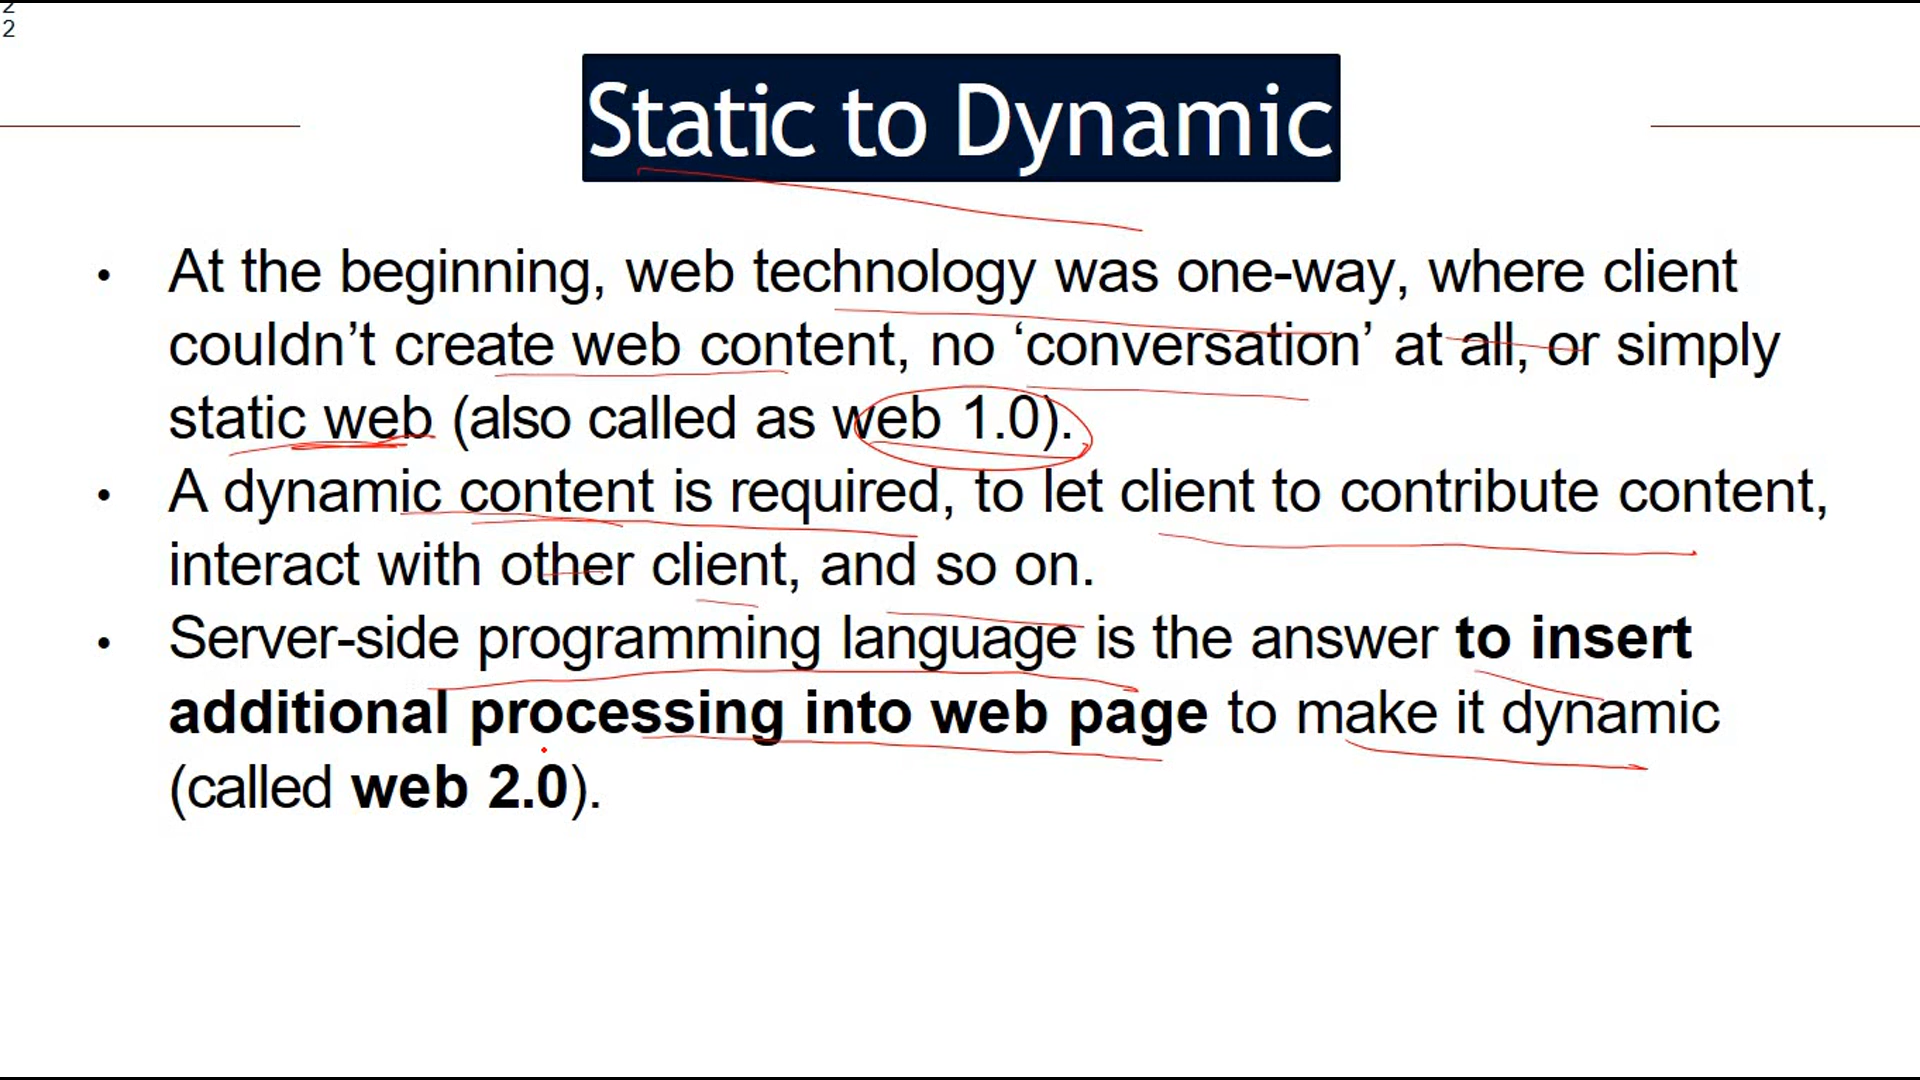 2
2
Static to Dynamic
• At the beginning, web technology was one-way, where client
couldn’t create web content, no ‘conversation’ at all, or simply
static web (also called as web 1.0).
• A dynamic content is required, to let client to contribute content,
interact with other client, and so on.
• Server-side programming language is the answer to insert
additional processing into web page to make it dynamic
(called web 2.0).